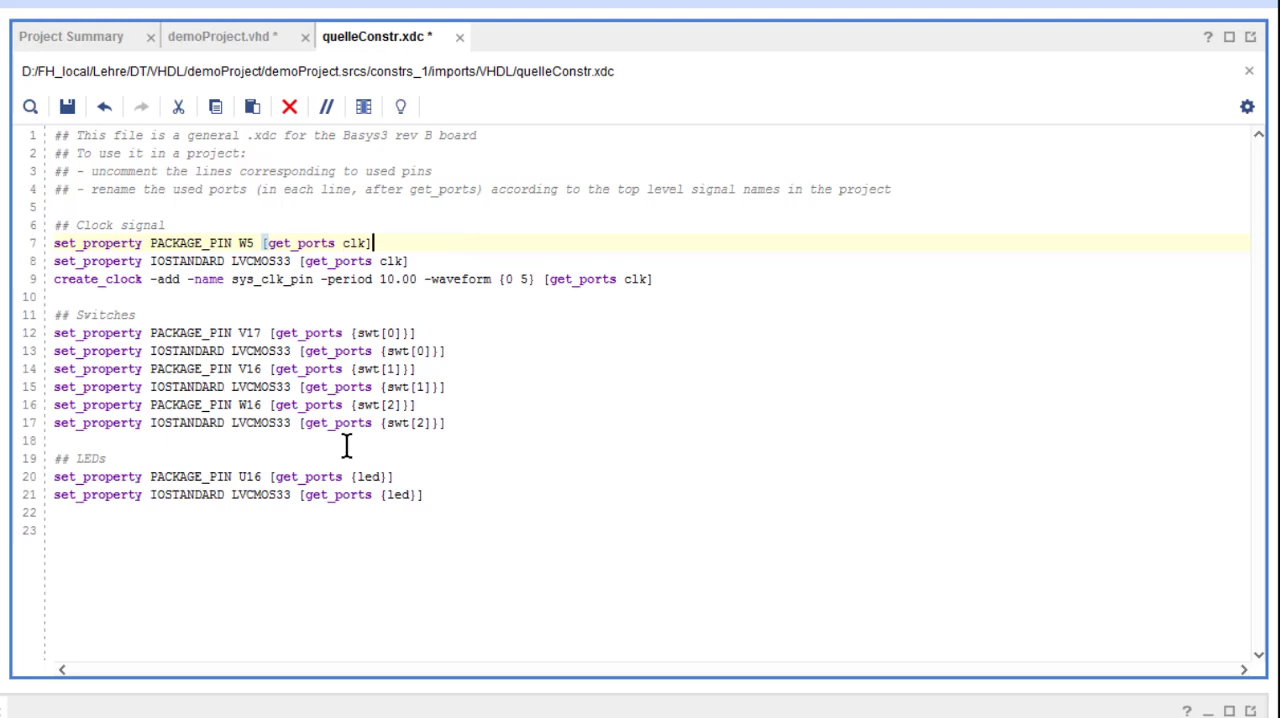 Project Summary × demoProject.vhd * × quelleConstr.xdc * ×
D:/FH_local/Lehre/DT/VHDL/demoProject/demoProject.srcs/constrs_1/imports/VHDL/quelleConstr.xdc
1 ## This file is a general .xdc for the Basys3 rev B board
2 ## To use it in a project:
3 ## - uncomment the lines corresponding to used pins
4 ## - rename the used ports (in each line, after get_ports) according to the top level signal names in the project
5
6 ## Clock signal
7 set_property PACKAGE_PIN W5 [get_ports clk]
8 set_property IOSTANDARD LVCMOS33 [get_ports clk]
9 create_clock -add -name sys_clk_pin -period 10.00 -waveform {0 5} [get_ports clk]
10
11 ## Switches
12 set_property PACKAGE_PIN V17 [get_ports {swt[0]}]
13 set_property IOSTANDARD LVCMOS33 [get_ports {swt[0]}]
14 set_property PACKAGE_PIN V16 [get_ports {swt[1]}]
15 set_property IOSTANDARD LVCMOS33 [get_ports {swt[1]}]
16 set_property PACKAGE_PIN W16 [get_ports {swt[2]}]
17 set_property IOSTANDARD LVCMOS33 [get_ports {swt[2]}]
18
19 ## LEDs
20 set_property PACKAGE_PIN U16 [get_ports {led}]
21 set_property IOSTANDARD LVCMOS33 [get_ports {led}]
22
23